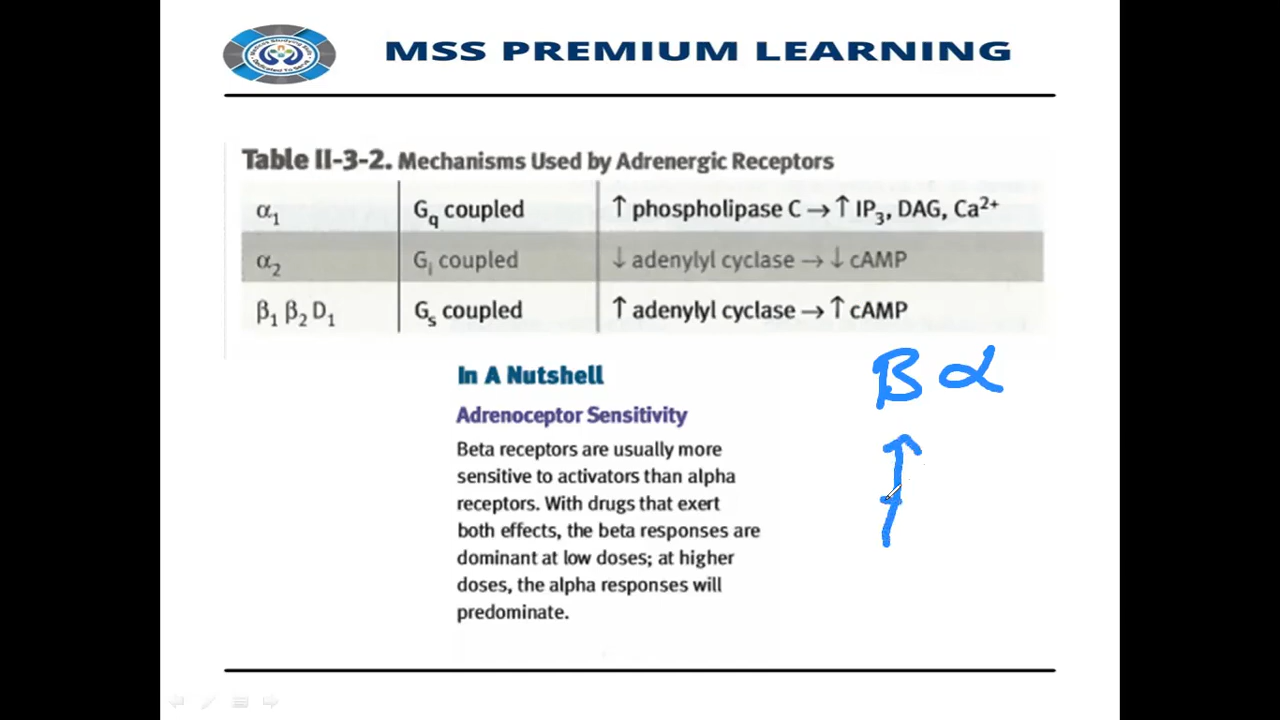 MSS PREMIUM LEARNING
Table II-3-2. Mechanisms Used by Adrenergic Receptors
α₁ G_q coupled ↑ phospholipase C → ↑ IP₃, DAG, Ca²⁺
α₂ G_i coupled ↓ adenylyl cyclase → ↓ cAMP
β₁ β₂ D₁ G_s coupled ↑ adenylyl cyclase → ↑ cAMP
In A Nutshell
Adrenoceptor Sensitivity
Beta receptors are usually more
sensitive to activators than alpha
receptors. With drugs that exert
both effects, the beta responses are
dominant at low doses; at higher
doses, the alpha responses will
predominate.
B α
↑